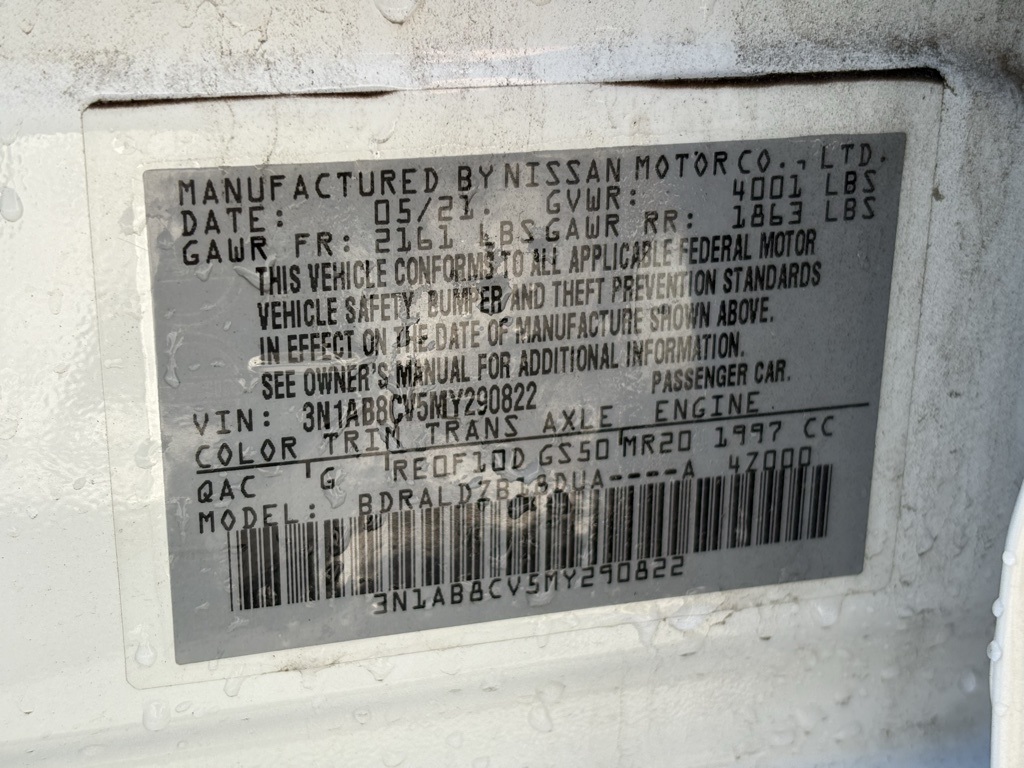 MANUFACTURED BY NISSAN MOTOR CO., LTD.
DATE: 05/21. GVWR: 4001 LBS
GAWR FR: 2161 LBS GAWR RR: 1863 LBS
THIS VEHICLE CONFORMS TO ALL APPLICABLE FEDERAL MOTOR
VEHICLE SAFETY, BUMPER, AND THEFT PREVENTION STANDARDS
IN EFFECT ON THE DATE OF MANUFACTURE SHOWN ABOVE.
SEE OWNER'S MANUAL FOR ADDITIONAL INFORMATION.
VIN: 3N1AB8CV5MY290822 PASSENGER CAR.
COLOR TRIM TRANS AXLE ENGINE
QAC G RE0F10D GS50 MR20 1997 CC
MODEL: 47000
3N1AB8CV5MY290822